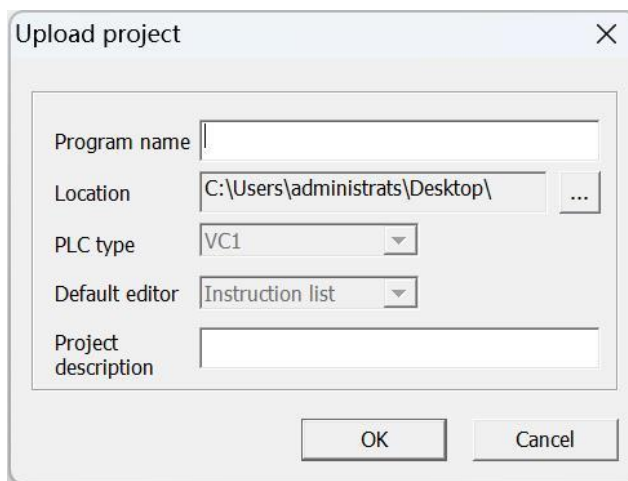 Upload project
Program name
Location C:\Users\administrats\Desktop\ ...
PLC type VC1
Default editor Instruction list
Project
description
OK Cancel